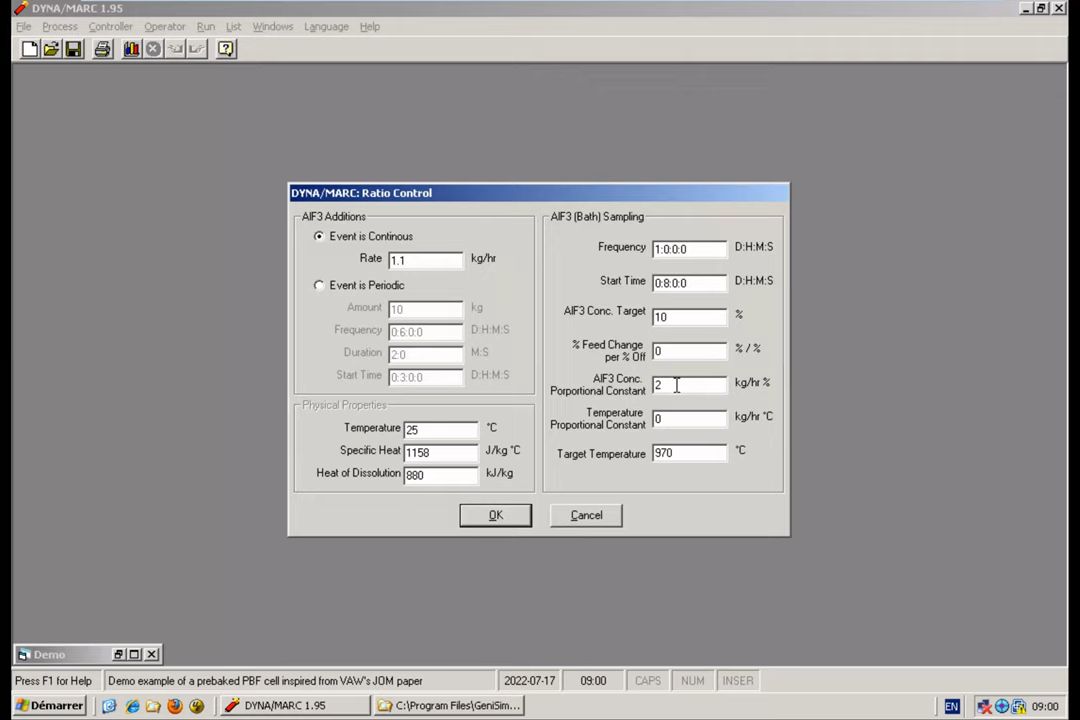 DYNA/MARC 1.95
File Process Controller Operator Run List Windows Language Help
DYNA/MARC: Ratio Control
AlF3 Additions
Event is Continous
Rate 1.1 kg/hr
Event is Periodic
Amount 10 kg
Frequency 0:6:0:0 D:H:M:S
Duration 2:0 M:S
Start Time 0:3:0:0 D:H:M:S
Physical Properties
Temperature 25 °C
Specific Heat 1158 J/kg °C
Heat of Dissolution 880 kJ/kg
AlF3 (Bath) Sampling
Frequency 1:0:0:0 D:H:M:S
Start Time 0:8:0:0 D:H:M:S
AlF3 Conc. Target 10 %
% Feed Change
per % Off 0 % / %
AlF3 Conc.
Porportional Constant 2 kg/hr %
Temperature
Proportional Constant 0 kg/hr °C
Target Temperature 970 °C
OK Cancel
Demo
Press F1 for Help Demo example of a prebaked PBF cell inspired from VAW's JOM paper 2022-07-17 09:00 CAPS NUM INSER
Démarrer DYNA/MARC 1.95 C:\Program Files\GeniSim... EN 09:00